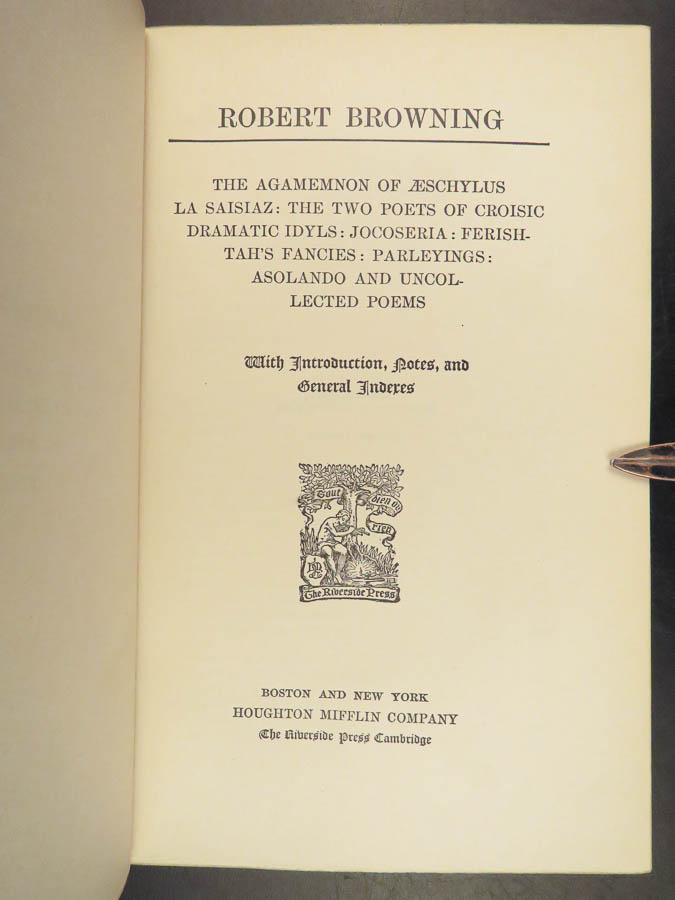 ROBERT BROWNING
THE AGAMEMNON OF ÆSCHYLUS
LA SAISIAZ: THE TWO POETS OF CROISIC
DRAMATIC IDYLS: JOCOSERIA: FERISH-
TAH'S FANCIES: PARLEYINGS:
ASOLANDO AND UNCOL-
LECTED POEMS
With Introduction, Notes, and
General Indexes
Tout
bien ou
rien
The Riverside Press
BOSTON AND NEW YORK
HOUGHTON MIFFLIN COMPANY
The Riverside Press Cambridge